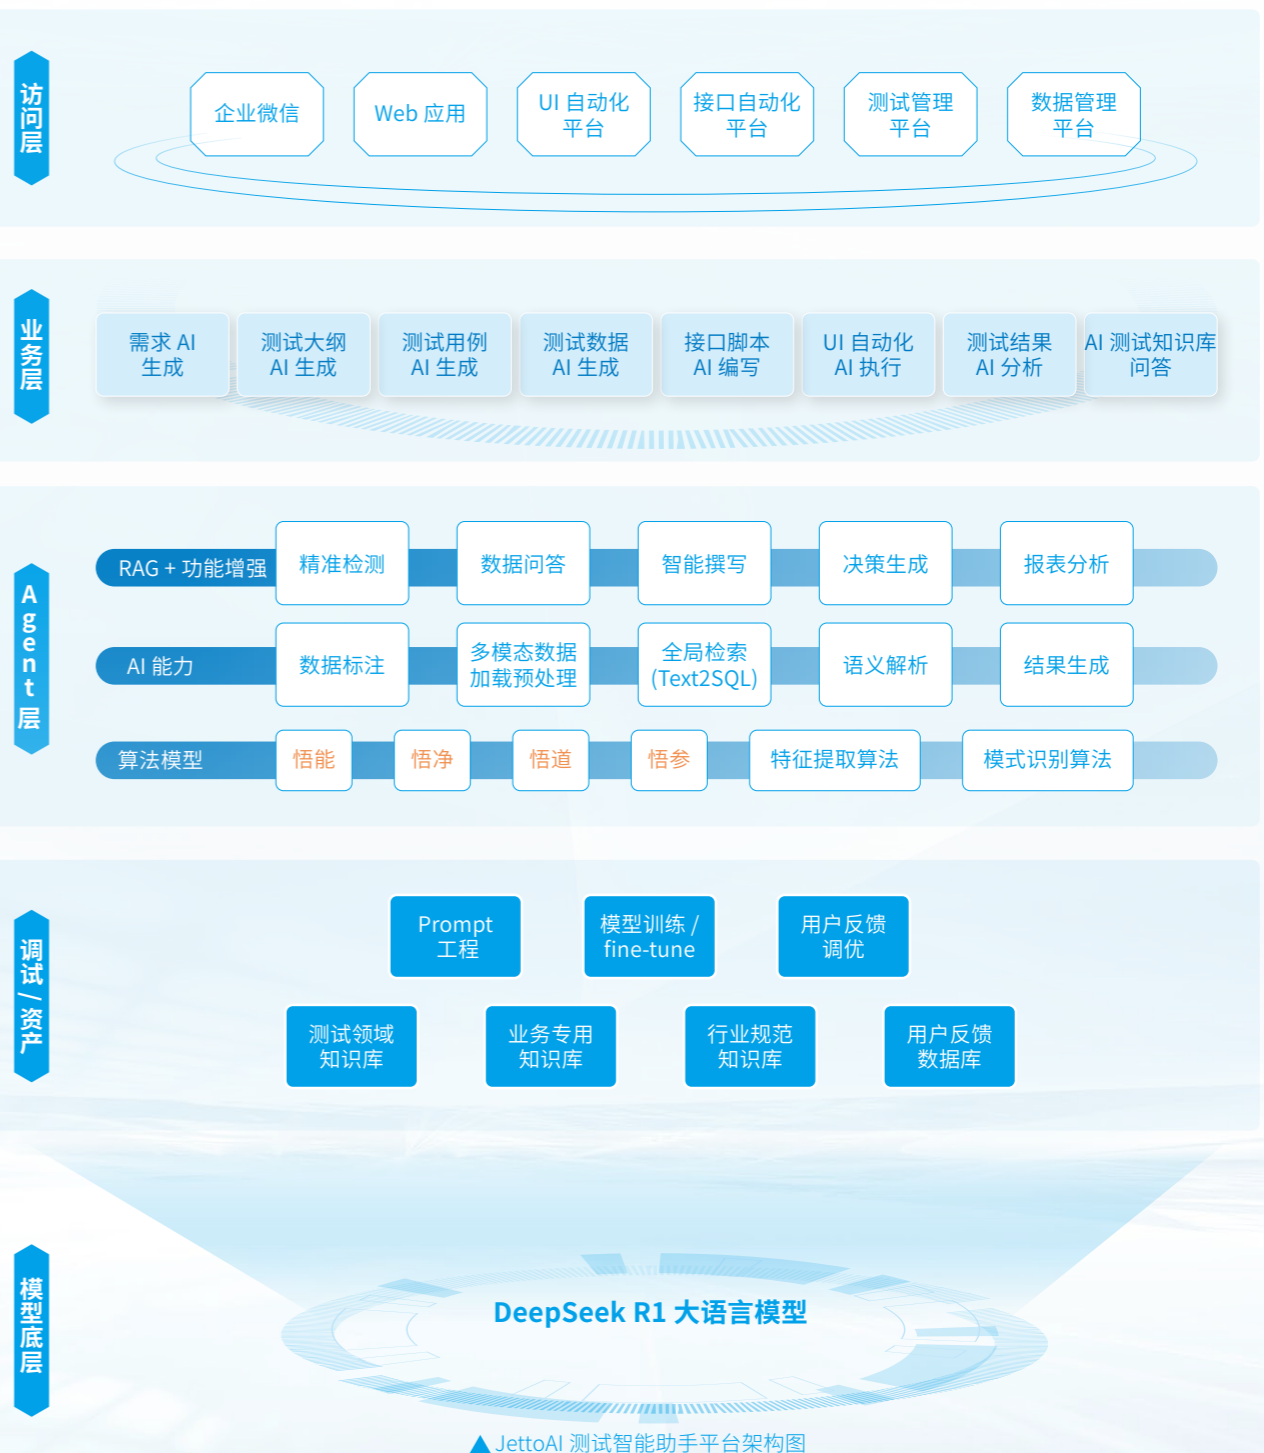 访问层
企业微信
Web 应用
UI 自动化
平台
接口自动化
平台
测试管理
平台
数据管理
平台
业务层
需求 AI
生成
测试大纲
AI 生成
测试用例
AI 生成
测试数据
AI 生成
接口脚本
AI 编写
UI 自动化
AI 执行
测试结果
AI 分析
AI 测试知识库
问答
Agent层
RAG + 功能增强
精准检测
数据问答
智能撰写
决策生成
报表分析
AI 能力
数据标注
多模态数据
加载预处理
全局检索
(Text2SQL)
语义解析
结果生成
算法模型
悟能
悟净
悟道
悟参
特征提取算法
模式识别算法
调试/资产
Prompt
工程
模型训练 /
fine-tune
用户反馈
调优
测试领域
知识库
业务专用
知识库
行业规范
知识库
用户反馈
数据库
模型底层
DeepSeek R1 大语言模型
▲JettoAI 测试智能助手平台架构图